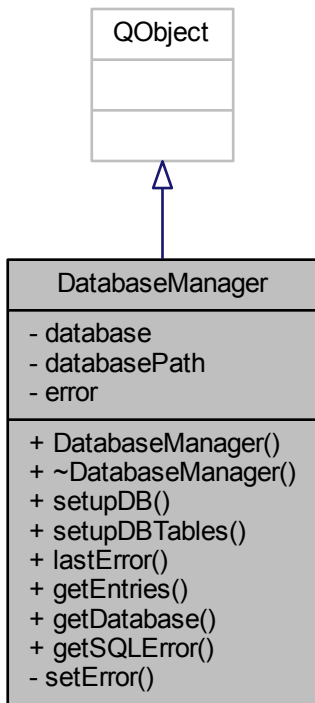 QObject
DatabaseManager
- database
- databasePath
- error
+ DatabaseManager()
+ ~DatabaseManager()
+ setupDB()
+ setupDBTables()
+ lastError()
+ getEntries()
+ getDatabase()
+ getSQLError()
- setError()